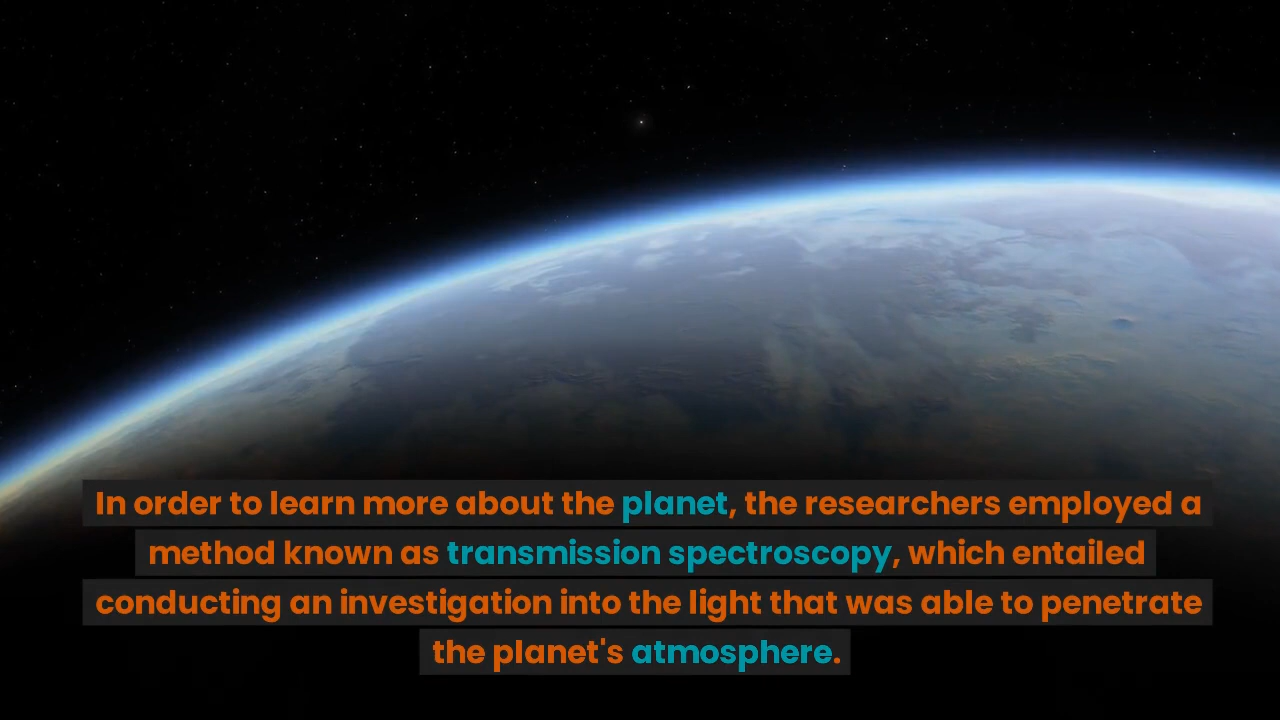 In order to learn more about the planet, the researchers employed a
method known as transmission spectroscopy, which entailed
conducting an investigation into the light that was able to penetrate
the planet's atmosphere.